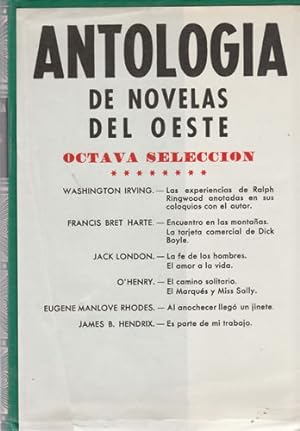 ANTOLOGIA
DE NOVELAS
DEL OESTE
OCTAVA SELECCION
********
WASHINGTON IRVING.—Las experiencias de Ralph
Ringwood anotadas en sus
coloquios con el autor.
FRANCIS BRET HARTE.—Encuentro en las montañas.
La tarjeta comercial de Dick
Boyle.
JACK LONDON.—La fe de los hombres.
El amor a la vida.
O'HENRY.—El camino solitario.
El Marqués y Miss Sally.
EUGENE MANLOVE RHODES.—Al anochecer llegó un jinete.
JAMES B. HENDRIX.—Es parte de mi trabajo.